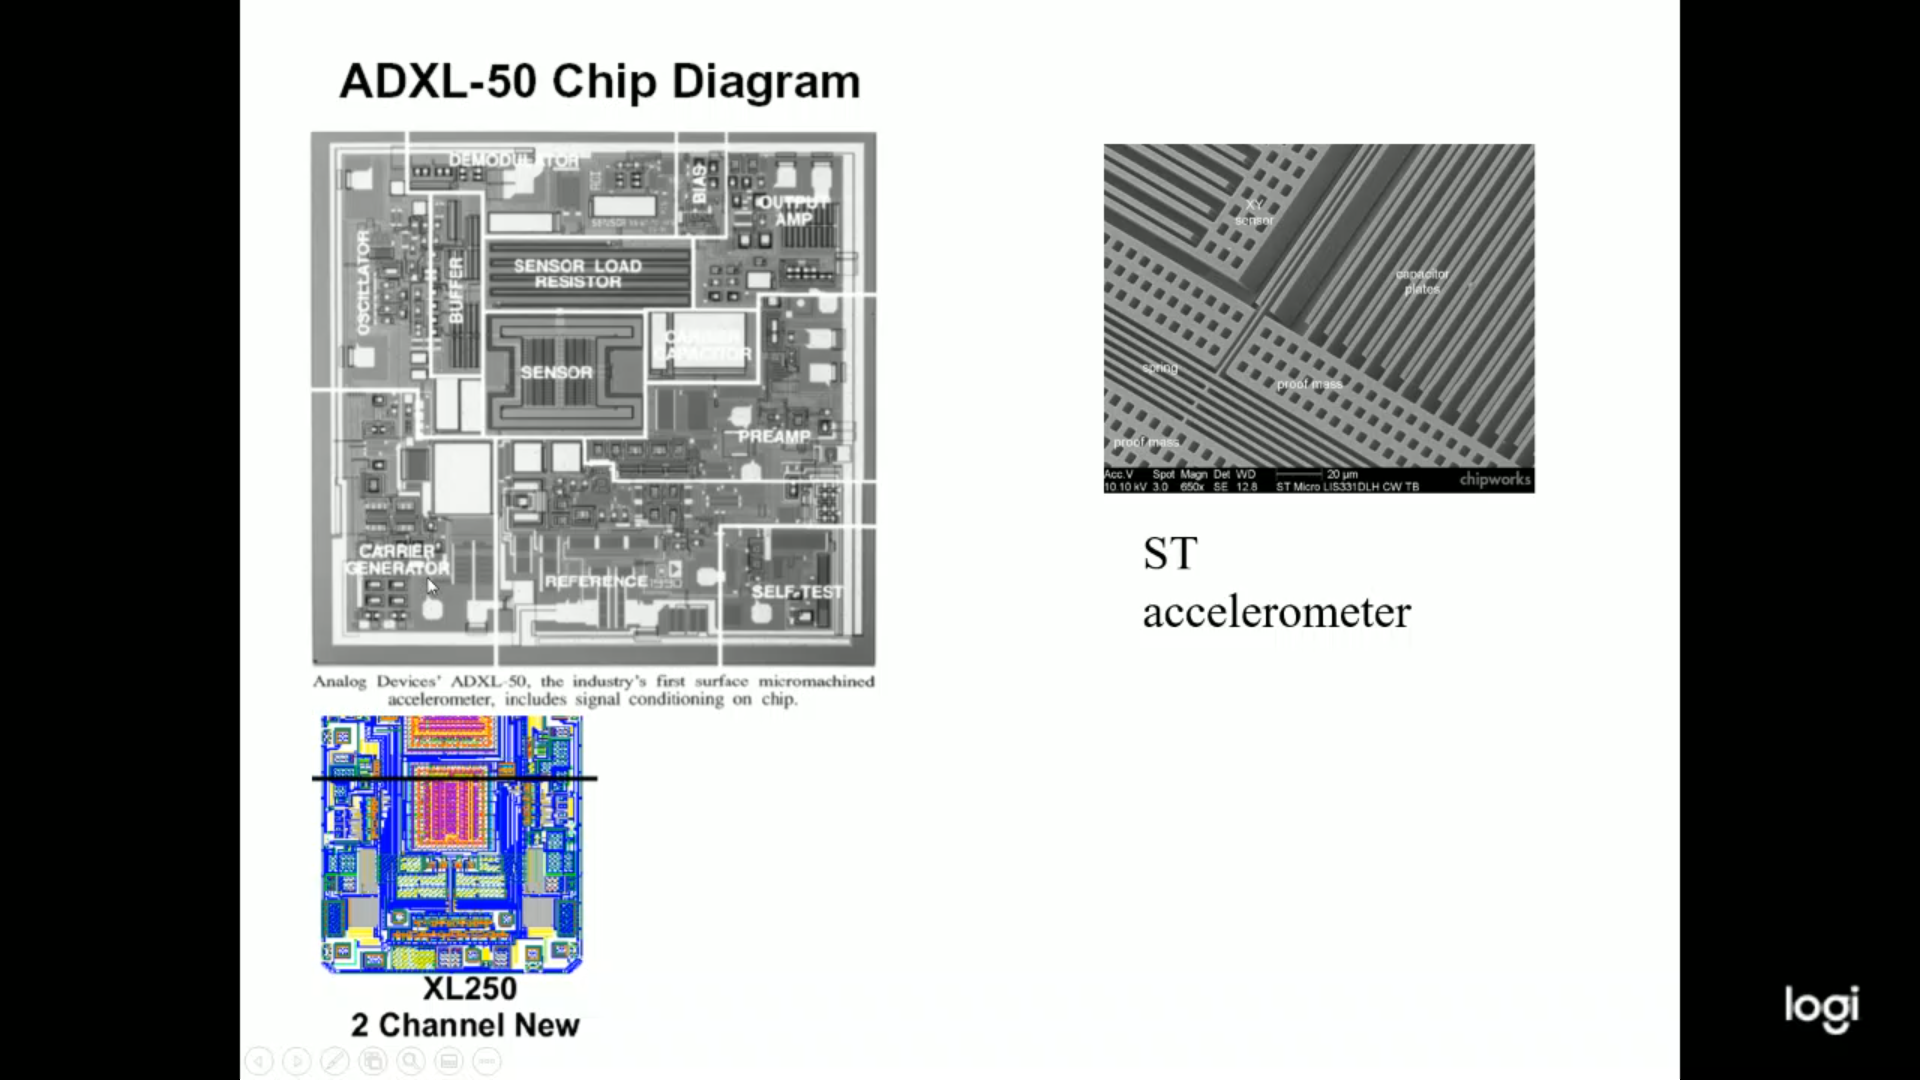 ADXL-50 Chip Diagram
DEMODULATOR
BIAS
OUTPUT
AMP
OSCILLATOR
BUFFER
SENSOR LOAD
RESISTOR
CARRIER
CAPACITOR
SENSOR
PREAMP
CARRIER
GENERATOR
REFERENCE
SELF-TEST
Analog Devices' ADXL-50, the industry's first surface micromachined
accelerometer, includes signal conditioning on chip.
XL250
2 Channel New
XY
sensor
capacitor
plates
spring
proof mass
proof mass
Acc.V Spot Magn Det WD 20 μm
10.10 kV 3.0 650x SE 12.8 ST Micro LIS331DLH CW TB
chipworks
ST
accelerometer
logi